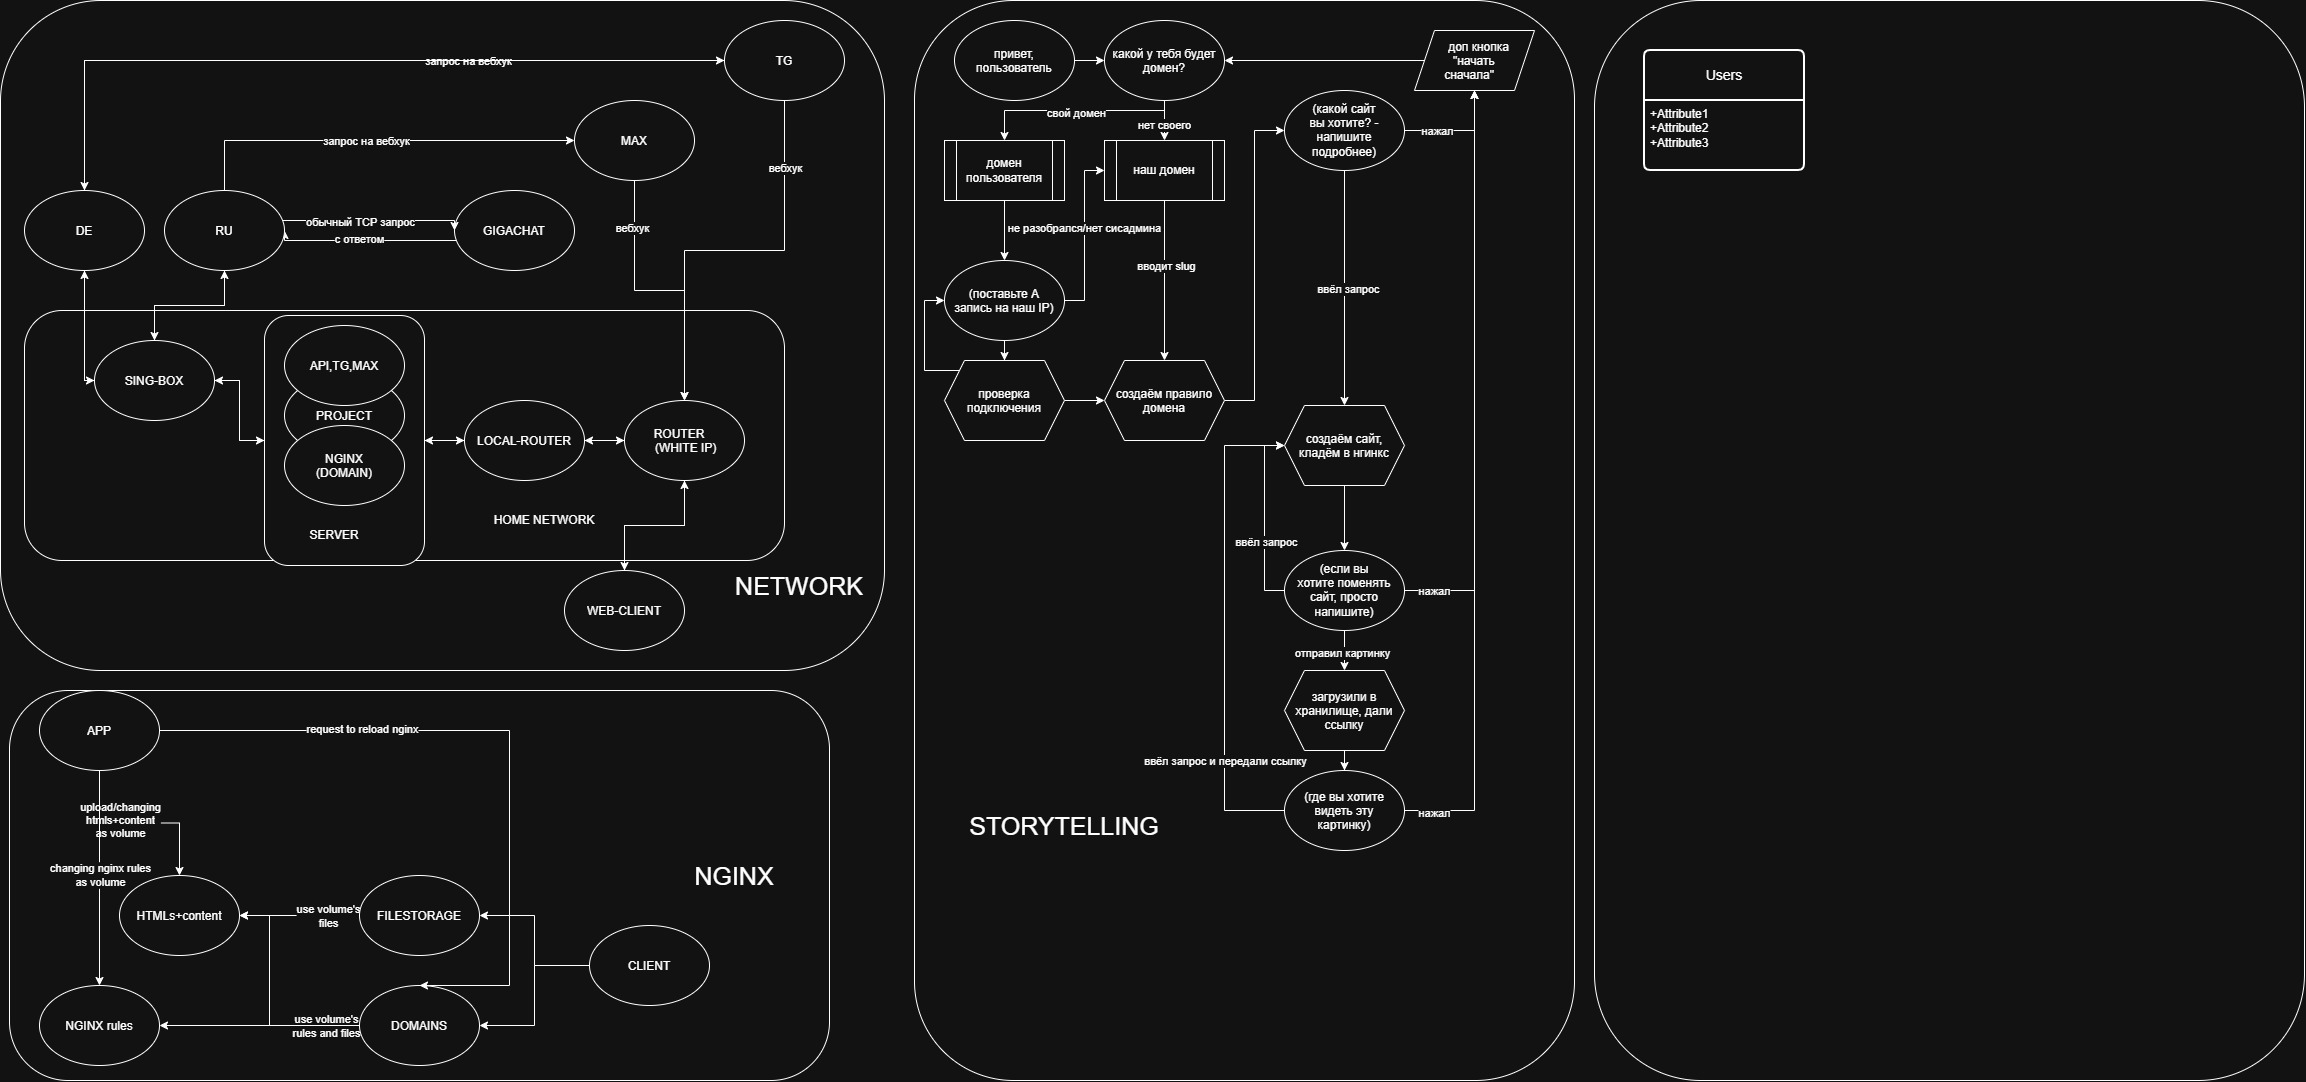 запрос на вебхук
TG
запрос на вебхук
MAX
вебхук
DE
RU
обычный TCP запрос
с ответом
GIGACHAT
вебхук
SING-BOX
API,TG,MAX
PROJECT
NGINX
(DOMAIN)
SERVER
LOCAL-ROUTER
ROUTER
(WHITE IP)
HOME NETWORK
WEB-CLIENT
NETWORK
APP
request to reload nginx
upload/changing
htmls+content
as volume
changing nginx rules
as volume
HTMLs+content
use volume's
files
FILESTORAGE
NGINX
CLIENT
NGINX rules
use volume's
rules and files
DOMAINS
привет,
пользователь
какой у тебя будет
домен?
доп кнопка
"начать
сначала"
свой домен
нет своего
домен
пользователя
наш домен
(какой сайт
вы хотите? -
напишите
подробнее)
нажал
не разобрался/нет сисадмина
вводит slug
(поставьте А
запись на наш IP)
ввёл запрос
проверка
подключения
создаём правило
домена
создаём сайт,
кладём в нгинкс
ввёл запрос
(если вы
хотите поменять
сайт, просто
напишите)
нажал
отправил картинку
загрузили в
хранилище, дали
ссылку
ввёл запрос и передали ссылку
(где вы хотите
видеть эту
картинку)
нажал
STORYTELLING
Users
+Attribute1
+Attribute2
+Attribute3